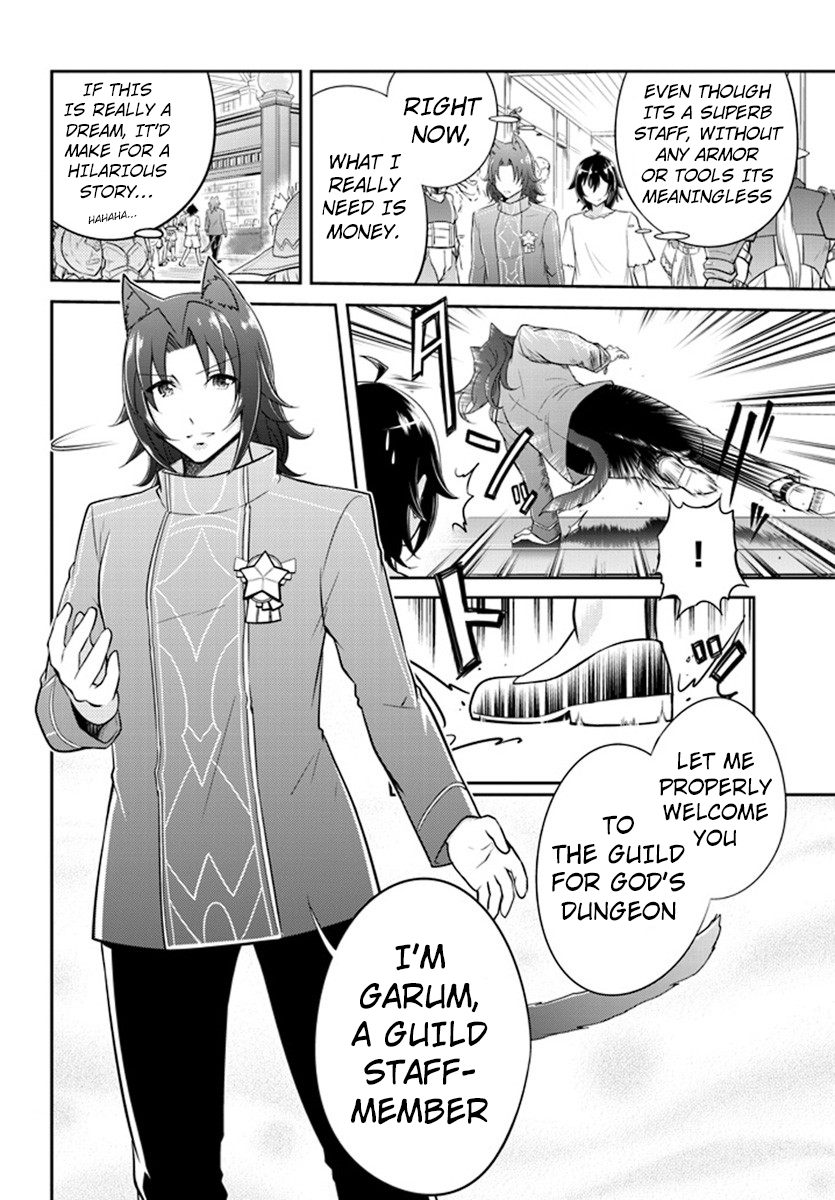 EVEN THOUGH
ITS A SUPERB
STAFF, WITHOUT
ANY ARMOR
OR TOOLS ITS
MEANINGLESS
RIGHT
NOW,
WHAT I
REALLY
NEED IS
MONEY.
IF THIS
IS REALLY A
DREAM, IT'D
MAKE FOR A
HILARIOUS
STORY...
HAHAHA...
!
LET ME
PROPERLY
WELCOME
YOU
TO
THE GUILD
FOR GOD'S
DUNGEON
I'M
GARUM,
A GUILD
STAFF-
MEMBER